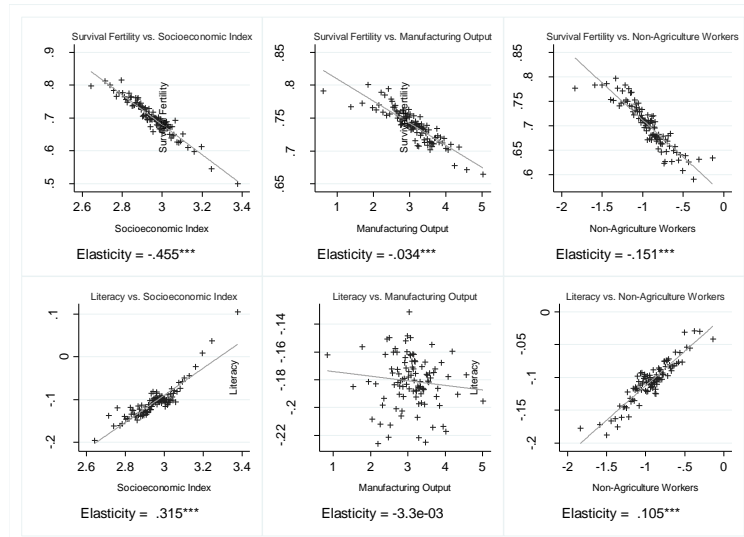 Survival Fertility vs. Socioeconomic Index
.9
.8
.7
.6
.5
Survival Fertility
2.6 2.8 3 3.2 3.4
Socioeconomic Index
Elasticity = -.455***
Survival Fertility vs. Manufacturing Output
.85
.8
.75
.7
.65
Survival Fertility
1 2 3 4 5
Manufacturing Output
Elasticity = -.034***
Survival Fertility vs. Non-Agriculture Workers
.85
.8
.75
.7
.65
.6
-2 -1.5 -1 -.5 0
Non-Agriculture Workers
Elasticity = -.151***
Literacy vs. Socioeconomic Index
.1
0
-.1
-.2
Literacy
2.6 2.8 3 3.2 3.4
Socioeconomic Index
Elasticity = .315***
Literacy vs. Manufacturing Output
-.14
-.16
-.18
-.2
-.22
Literacy
1 2 3 4 5
Manufacturing Output
Elasticity = -3.3e-03
Literacy vs. Non-Agriculture Workers
0
-.05
-.1
-.15
-.2
-2 -1.5 -1 -.5 0
Non-Agriculture Workers
Elasticity = .105***